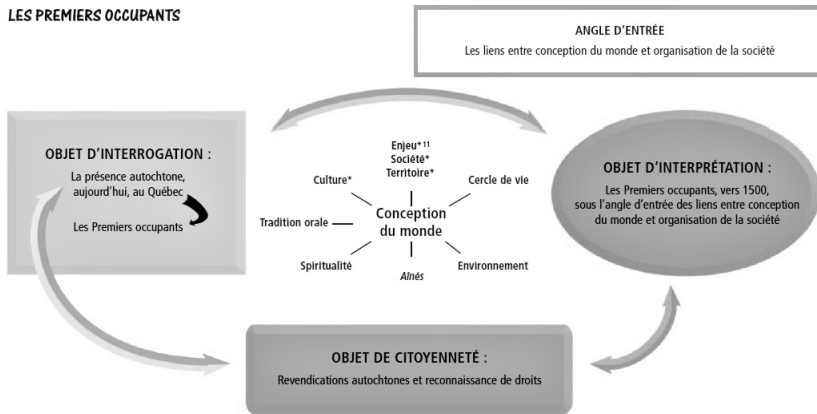 LES PREMIERS OCCUPANTS
ANGLE D'ENTRÉE
Les liens entre conception du monde et organisation de la société
OBJET D'INTERROGATION :
La présence autochtone,
aujourd'hui, au Québec
Les Premiers occupants
Enjeu*11
Société*
Territoire*
Culture*
Cercle de vie
Tradition orale
Conception
du monde
Spiritualité
Environnement
Aînés
OBJET D'INTERPRÉTATION :
Les Premiers occupants, vers 1500,
sous l'angle d'entrée des liens entre conception
du monde et organisation de la société
OBJET DE CITOYENNETÉ :
Revendications autochtones et reconnaissance de droits